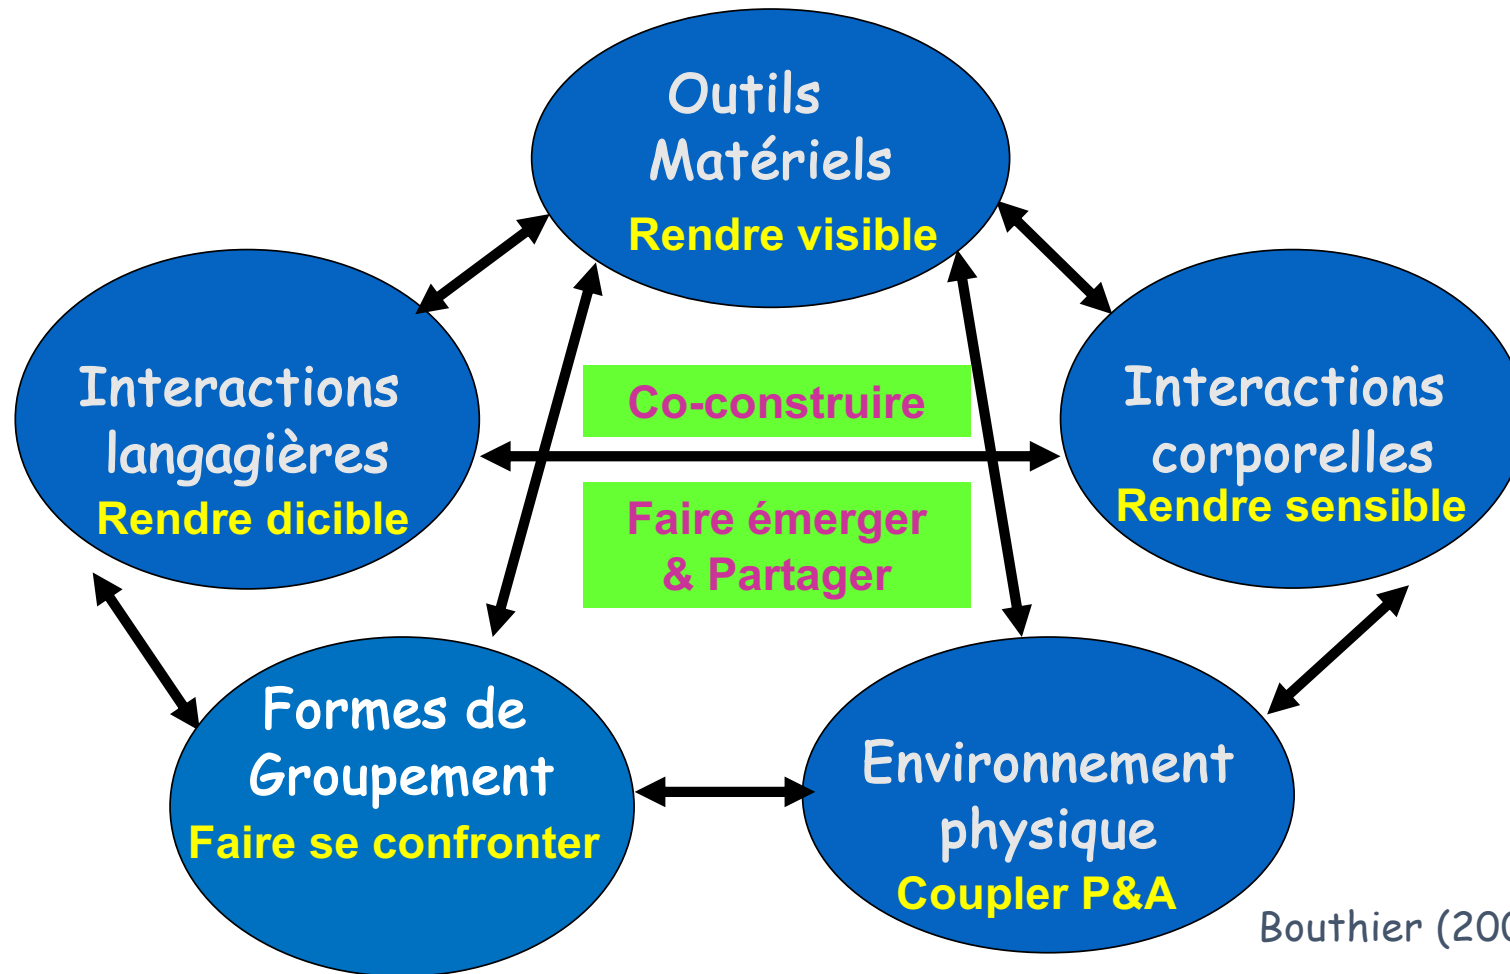 Outils
Matériels
Rendre visible
Interactions
langagières
Rendre dicible
Co-construire
Faire émerger
& Partager
Interactions
corporelles
Rendre sensible
Formes de
Groupement
Faire se confronter
Environnement
physique
Coupler P&A
Bouthier (200